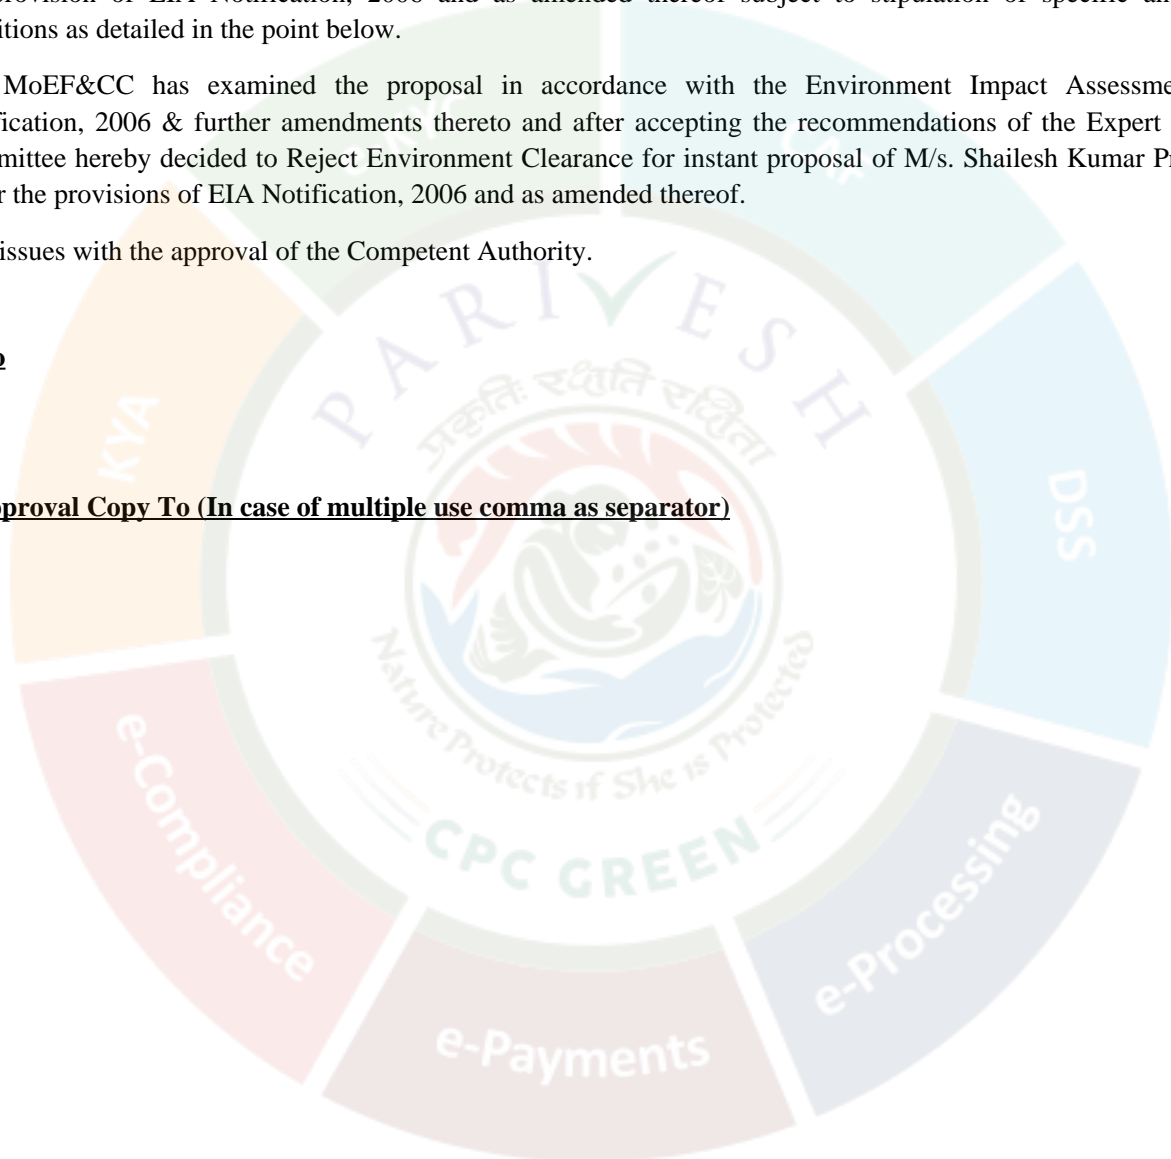 provision of EIA Notification, 2006 and as amended thereof subject to stipulation of specific an
itions as detailed in the point below.
MoEF&CC has examined the proposal in accordance with the Environment Impact Assessme
fication, 2006 & further amendments thereto and after accepting the recommendations of the Expert
mittee hereby decided to Reject Environment Clearance for instant proposal of M/s. Shailesh Kumar Pr
r the provisions of EIA Notification, 2006 and as amended thereof.
issues with the approval of the Competent Authority.
o
pproval Copy To (In case of multiple use comma as separator)
PARIVESH
प्रकृतिः रक्षति रक्षिता
Nature Protects if She is Protected
CPC GREEN
KYA
CAF
DSS
e-Processing
e-Payments
e-Compliance